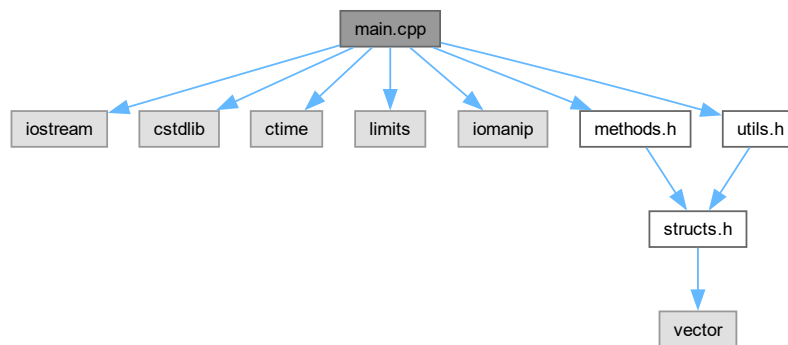 main.cpp
iostream
cstdlib
ctime
limits
iomanip
methods.h
utils.h
structs.h
vector